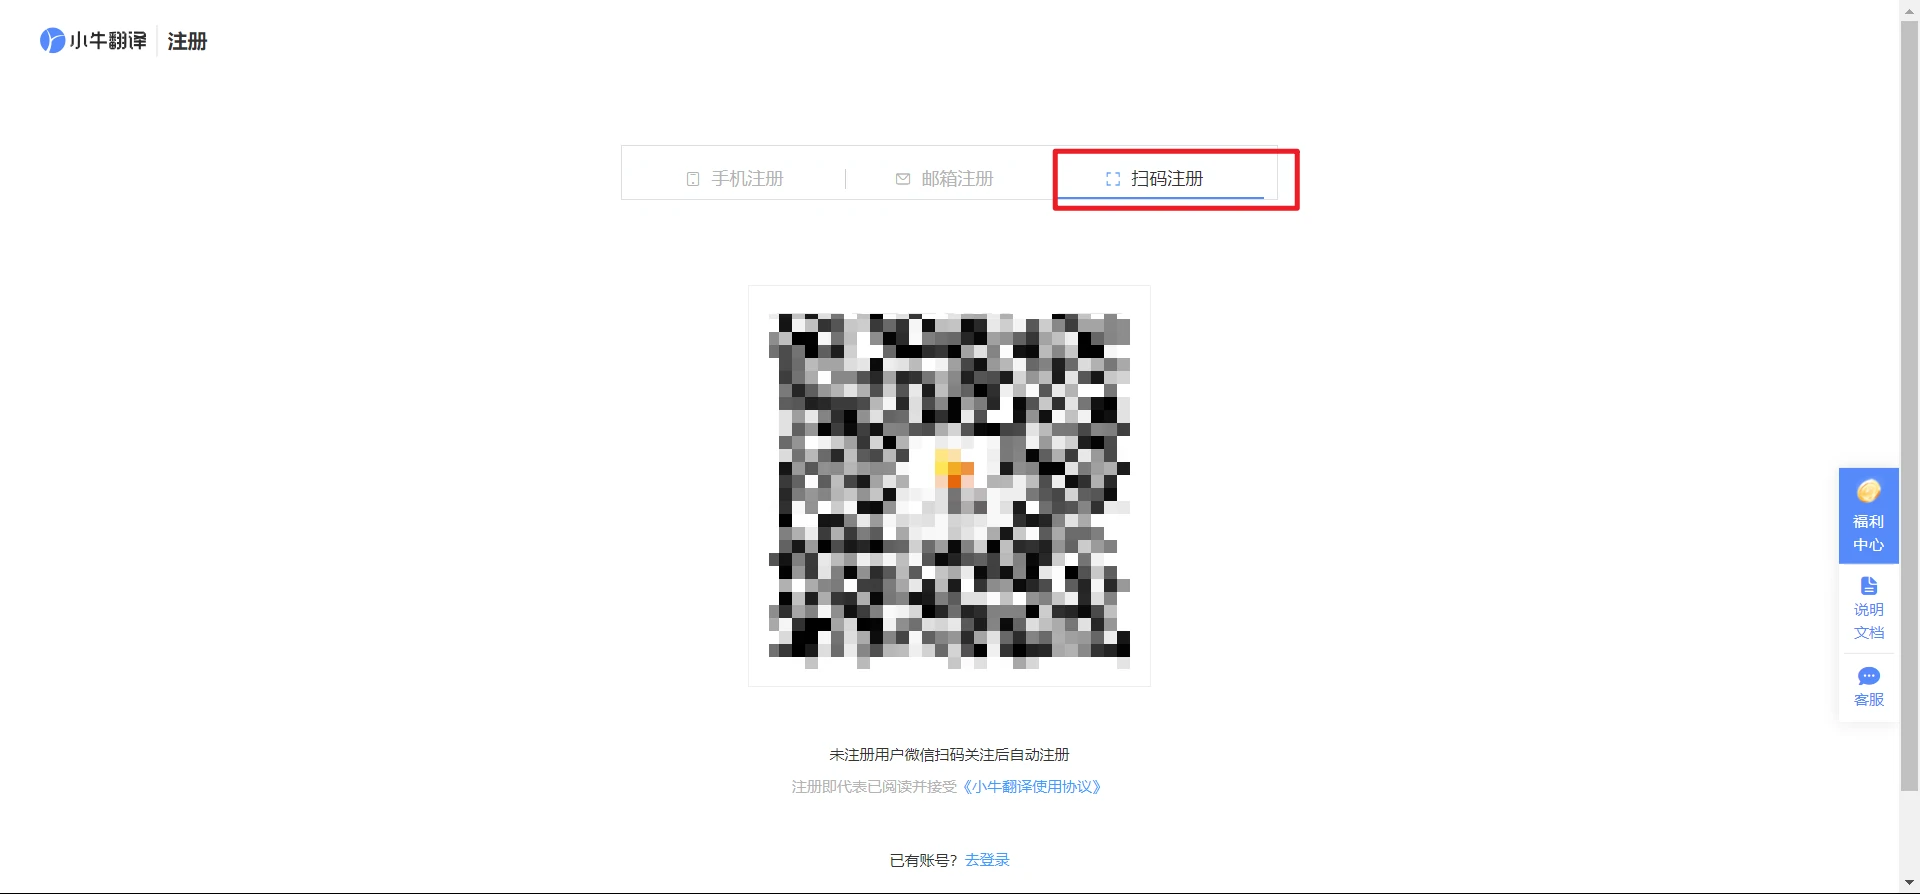 小牛翻译 注册
手机注册 邮箱注册 扫码注册
未注册用户微信扫码关注后自动注册
注册即代表已阅读并接受《小牛翻译使用协议》
已有账号？去登录
福利
中心
说明
文档
客服